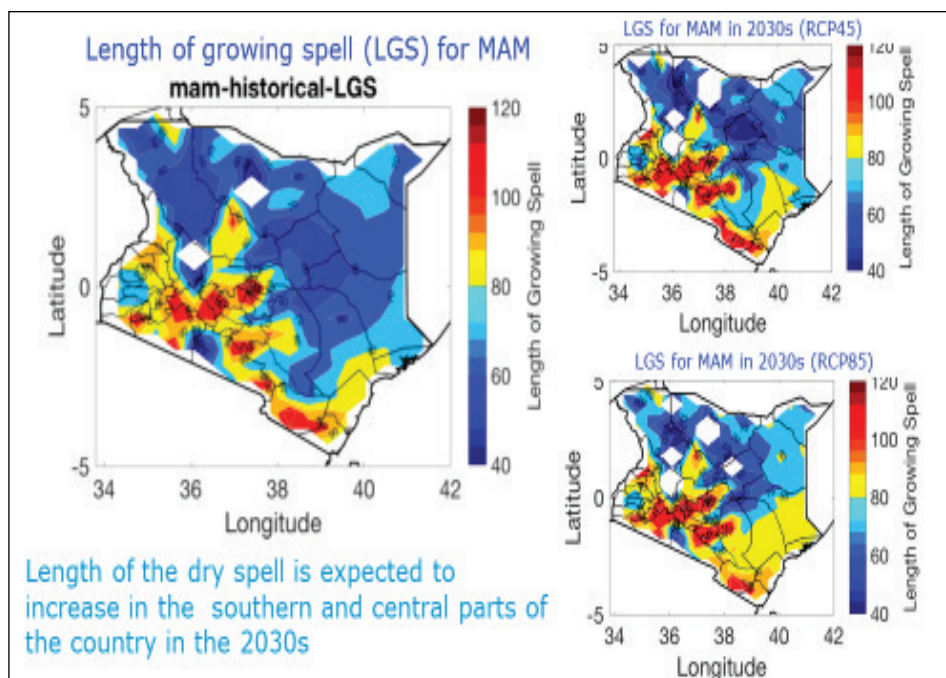 Length of growing spell (LGS) for MAM
mam-historical-LGS
5
0
-5
Latitude
34 36 38 40 42
Longitude
120
100
80
60
40
Length of Growing Spell
LGS for MAM in 2030s (RCP45)
5
0
-5
Latitude
34 36 38 40 42
Longitude
120
100
80
60
40
Length of Growing Spell
LGS for MAM in 2030s (RCP85)
5
0
-5
Latitude
34 36 38 40 42
Longitude
120
100
80
60
40
Length of Growing Spell
Length of the dry spell is expected to
increase in the southern and central parts of
the country in the 2030s